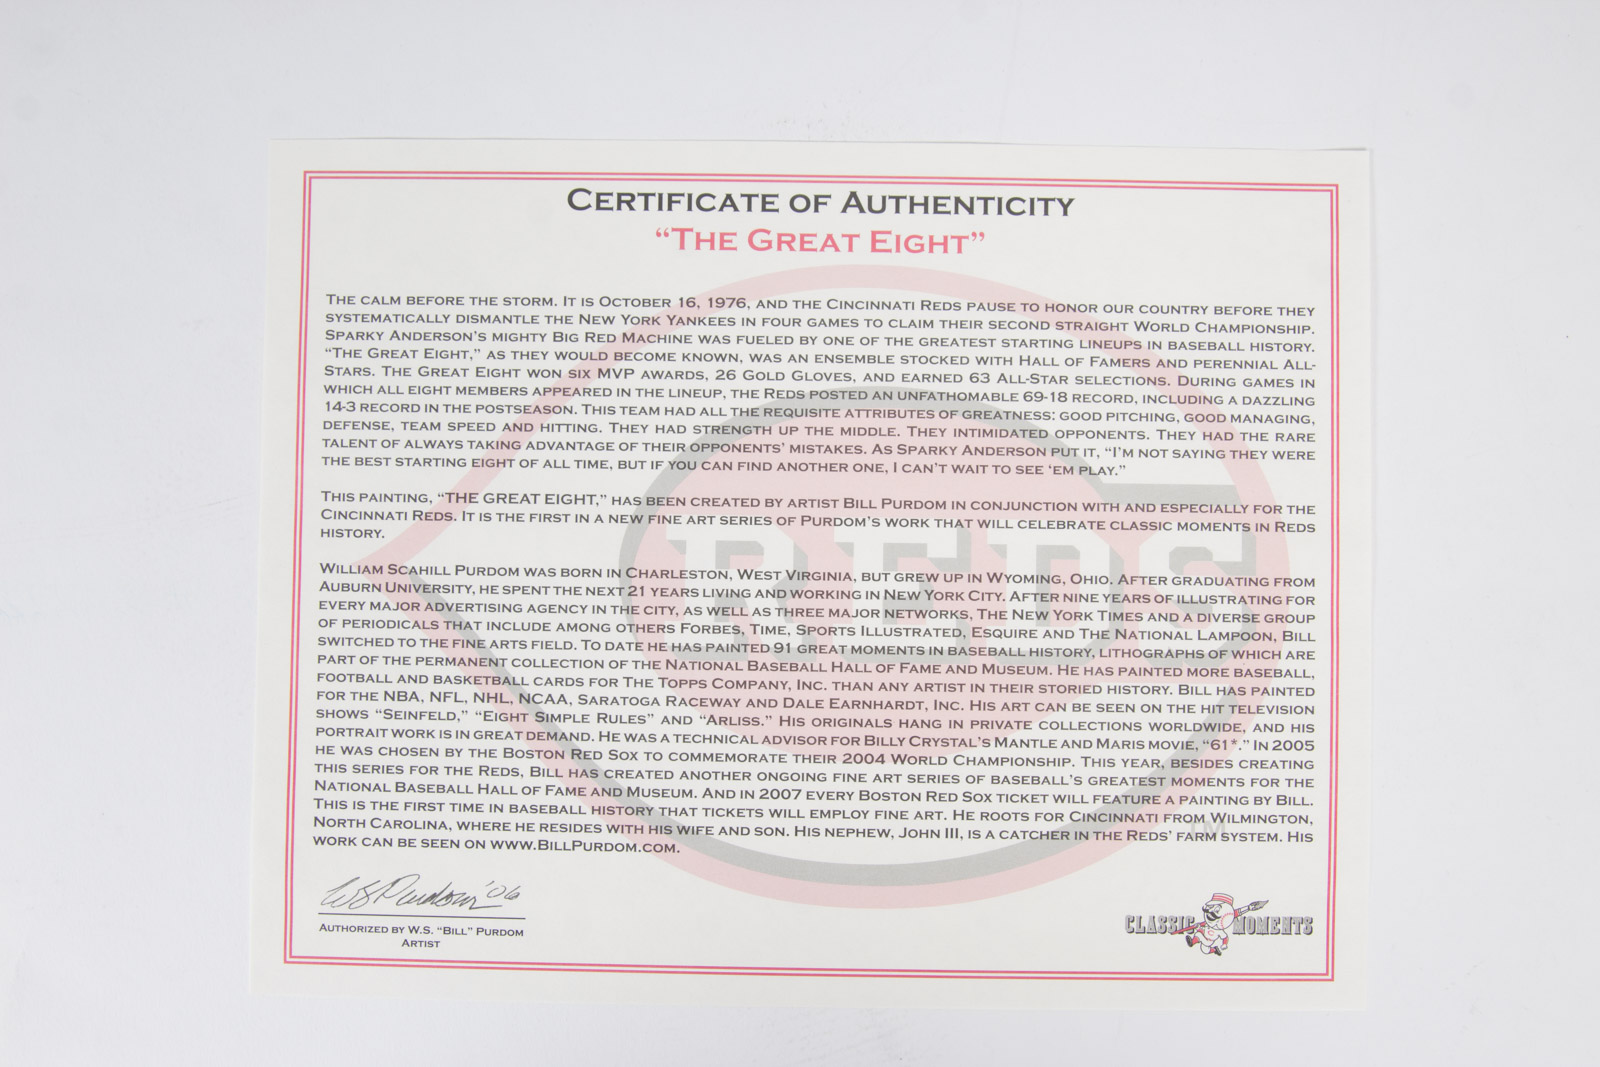 CERTIFICATE OF AUTHENTICITY
"THE GREAT EIGHT"
THE CALM BEFORE THE STORM. IT IS OCTOBER 16, 1976, AND THE CINCINNATI REDS PAUSE TO HONOR OUR COUNTRY BEFORE THEY
SYSTEMATICALLY DISMANTLE THE NEW YORK YANKEES IN FOUR GAMES TO CLAIM THEIR SECOND STRAIGHT WORLD CHAMPIONSHIP.
SPARKY ANDERSON'S MIGHTY BIG RED MACHINE WAS FUELED BY ONE OF THE GREATEST STARTING LINEUPS IN BASEBALL HISTORY.
"THE GREAT EIGHT," AS THEY WOULD BECOME KNOWN, WAS AN ENSEMBLE STOCKED WITH HALL OF FAMERS AND PERENNIAL ALL-
STARS. THE GREAT EIGHT WON SIX MVP AWARDS, 26 GOLD GLOVES, AND EARNED 63 ALL-STAR SELECTIONS. DURING GAMES IN
WHICH ALL EIGHT MEMBERS APPEARED IN THE LINEUP, THE REDS POSTED AN UNFATHOMABLE 69-18 RECORD, INCLUDING A DAZZLING
14-3 RECORD IN THE POSTSEASON. THIS TEAM HAD ALL THE REQUISITE ATTRIBUTES OF GREATNESS: GOOD PITCHING, GOOD MANAGING,
DEFENSE, TEAM SPEED AND HITTING. THEY HAD STRENGTH UP THE MIDDLE. THEY INTIMIDATED OPPONENTS. THEY HAD THE RARE
TALENT OF ALWAYS TAKING ADVANTAGE OF THEIR OPPONENTS' MISTAKES. AS SPARKY ANDERSON PUT IT, "I'M NOT SAYING THEY WERE
THE BEST STARTING EIGHT OF ALL TIME, BUT IF YOU CAN FIND ANOTHER ONE, I CAN'T WAIT TO SEE 'EM PLAY."
THIS PAINTING, "THE GREAT EIGHT," HAS BEEN CREATED BY ARTIST BILL PURDOM IN CONJUNCTION WITH AND ESPECIALLY FOR THE
CINCINNATI REDS. IT IS THE FIRST IN A NEW FINE ART SERIES OF PURDOM'S WORK THAT WILL CELEBRATE CLASSIC MOMENTS IN REDS
HISTORY.
REDS
WILLIAM SCAHILL PURDOM WAS BORN IN CHARLESTON, WEST VIRGINIA, BUT GREW UP IN WYOMING, OHIO. AFTER GRADUATING FROM
AUBURN UNIVERSITY, HE SPENT THE NEXT 21 YEARS LIVING AND WORKING IN NEW YORK CITY. AFTER NINE YEARS OF ILLUSTRATING FOR
EVERY MAJOR ADVERTISING AGENCY IN THE CITY, AS WELL AS THREE MAJOR NETWORKS, THE NEW YORK TIMES AND A DIVERSE GROUP
OF PERIODICALS THAT INCLUDE AMONG OTHERS FORBES, TIME, SPORTS ILLUSTRATED, ESQUIRE AND THE NATIONAL LAMPOON, BILL
SWITCHED TO THE FINE ARTS FIELD. TO DATE HE HAS PAINTED 91 GREAT MOMENTS IN BASEBALL HISTORY, LITHOGRAPHS OF WHICH ARE
PART OF THE PERMANENT COLLECTION OF THE NATIONAL BASEBALL HALL OF FAME AND MUSEUM. HE HAS PAINTED MORE BASEBALL,
FOOTBALL AND BASKETBALL CARDS FOR THE TOPPS COMPANY, INC. THAN ANY ARTIST IN THEIR STORIED HISTORY. BILL HAS PAINTED
FOR THE NBA, NFL, NHL, NCAA, SARATOGA RACEWAY AND DALE EARNHARDT, INC. HIS ART CAN BE SEEN ON THE HIT TELEVISION
SHOWS "SEINFELD," "EIGHT SIMPLE RULES" AND "ARLISS." HIS ORIGINALS HANG IN PRIVATE COLLECTIONS WORLDWIDE, AND HIS
PORTRAIT WORK IS IN GREAT DEMAND. HE WAS A TECHNICAL ADVISOR FOR BILLY CRYSTAL'S MANTLE AND MARIS MOVIE, "61*." IN 2005
HE WAS CHOSEN BY THE BOSTON RED SOX TO COMMEMORATE THEIR 2004 WORLD CHAMPIONSHIP. THIS YEAR, BESIDES CREATING
THIS SERIES FOR THE REDS, BILL HAS CREATED ANOTHER ONGOING FINE ART SERIES OF BASEBALL'S GREATEST MOMENTS FOR THE
NATIONAL BASEBALL HALL OF FAME AND MUSEUM. AND IN 2007 EVERY BOSTON RED SOX TICKET WILL FEATURE A PAINTING BY BILL.
THIS IS THE FIRST TIME IN BASEBALL HISTORY THAT TICKETS WILL EMPLOY FINE ART. HE ROOTS FOR CINCINNATI FROM WILMINGTON,
NORTH CAROLINA, WHERE HE RESIDES WITH HIS WIFE AND SON. HIS NEPHEW, JOHN III, IS A CATCHER IN THE REDS' FARM SYSTEM. HIS
WORK CAN BE SEEN ON WWW.BILLPURDOM.COM.
TM
WS Purdom '06
AUTHORIZED BY W.S. "BILL" PURDOM
ARTIST
CLASSIC MOMENTS